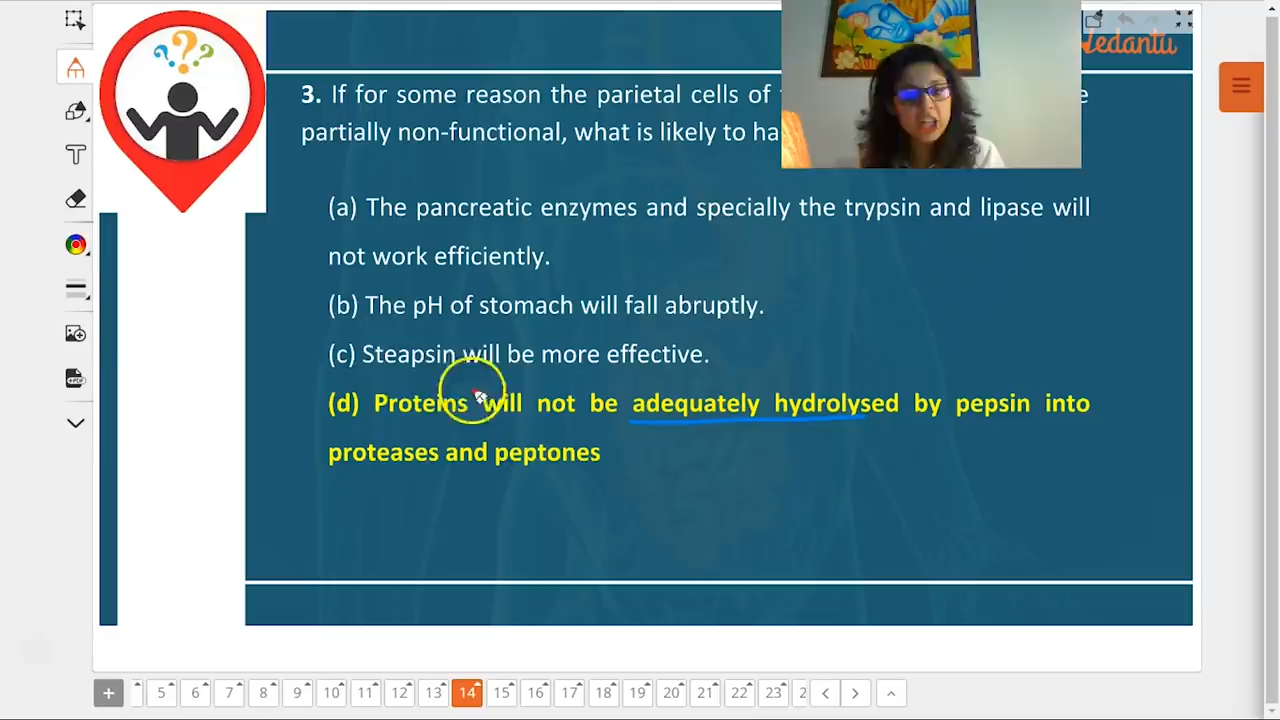 vedantu
3. If for some reason the parietal cells of
partially non-functional, what is likely to ha
(a) The pancreatic enzymes and specially the trypsin and lipase will
not work efficiently.
(b) The pH of stomach will fall abruptly.
(c) Steapsin will be more effective.
(d) Proteins will not be adequately hydrolysed by pepsin into
proteases and peptones
5 6 7 8 9 10 11 12 13 14 15 16 17 18 19 20 21 22 23 2